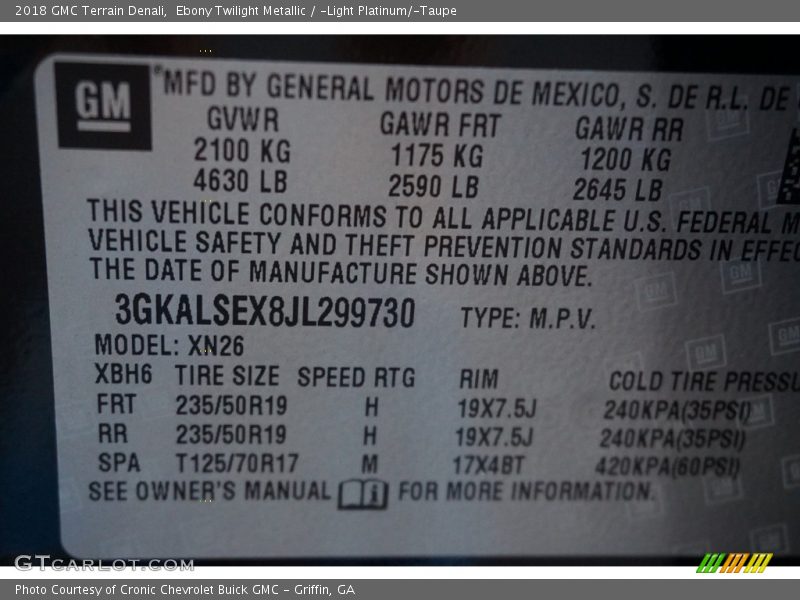 2018 GMC Terrain Denali, Ebony Twilight Metallic / -Light Platinum/-Taupe
GM
®MFD BY GENERAL MOTORS DE MEXICO, S. DE R.L. DE
GVWR GAWR FRT GAWR RR
2100 KG 1175 KG 1200 KG
4630 LB 2590 LB 2645 LB
THIS VEHICLE CONFORMS TO ALL APPLICABLE U.S. FEDERAL M
VEHICLE SAFETY AND THEFT PREVENTION STANDARDS IN EFFEC
THE DATE OF MANUFACTURE SHOWN ABOVE.
3GKALSEX8JL299730 TYPE: M.P.V.
MODEL: XN26
XBH6 TIRE SIZE SPEED RTG RIM COLD TIRE PRESSU
FRT 235/50R19 H 19X7.5J 240KPA(35PSI)
RR 235/50R19 H 19X7.5J 240KPA(35PSI)
SPA T125/70R17 M 17X4BT 420KPA(60PSI)
SEE OWNER'S MANUAL i FOR MORE INFORMATION.
GTcarlot.com
Photo Courtesy of Cronic Chevrolet Buick GMC - Griffin, GA